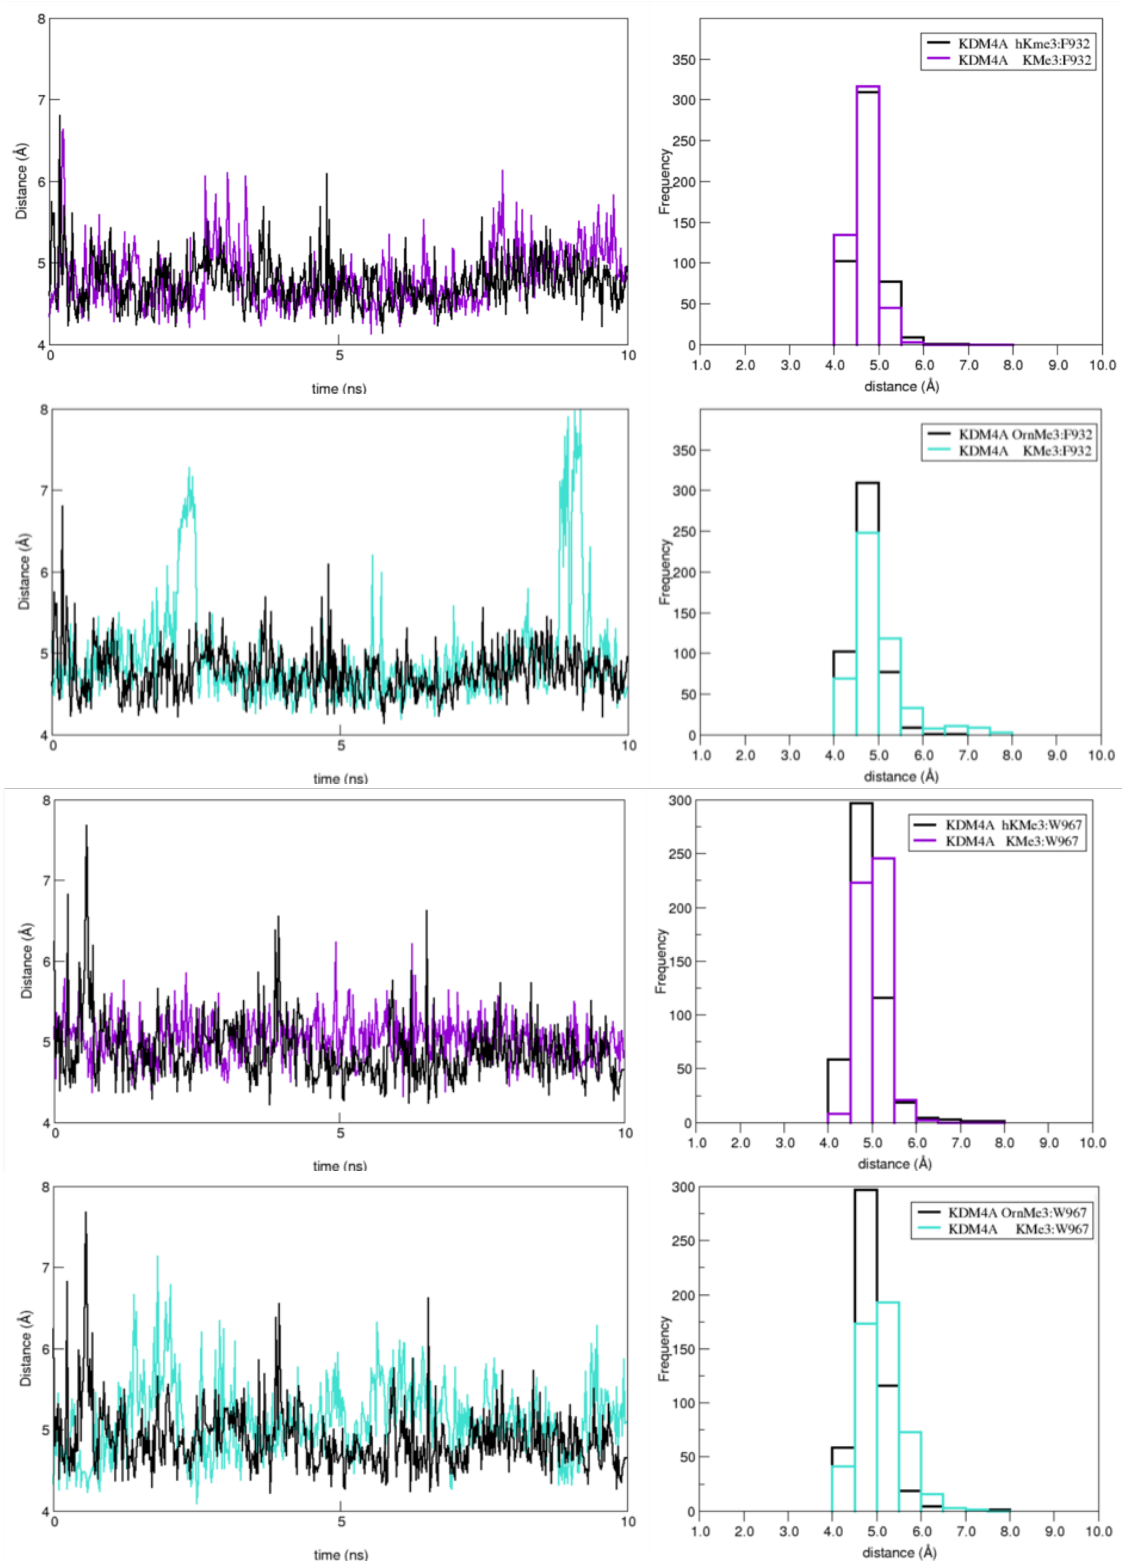 8
7
6
5
4
Distance (Å)
0
5
10
time (ns)
350
300
250
200
150
100
50
0
Frequency
KDM4A hKme3:F932
KDM4A KMe3:F932
1.0 2.0 3.0 4.0 5.0 6.0 7.0 8.0 9.0 10.0
distance (Å)
8
7
6
5
4
Distance (Å)
0
5
10
time (ns)
350
300
250
200
150
100
50
0
Frequency
KDM4A OrnMe3:F932
KDM4A KMe3:F932
1.0 2.0 3.0 4.0 5.0 6.0 7.0 8.0 9.0 10.0
distance (Å)
8
7
6
5
4
Distance (Å)
0
5
10
time (ns)
300
250
200
150
100
50
0
Frequency
KDM4A hKMe3:W967
KDM4A KMe3:W967
1.0 2.0 3.0 4.0 5.0 6.0 7.0 8.0 9.0 10.0
distance (Å)
8
7
6
5
4
Distance (Å)
0
5
10
time (ns)
300
250
200
150
100
50
0
Frequency
KDM4A OrnMe3:W967
KDM4A KMe3:W967
1.0 2.0 3.0 4.0 5.0 6.0 7.0 8.0 9.0 10.0
distance (Å)